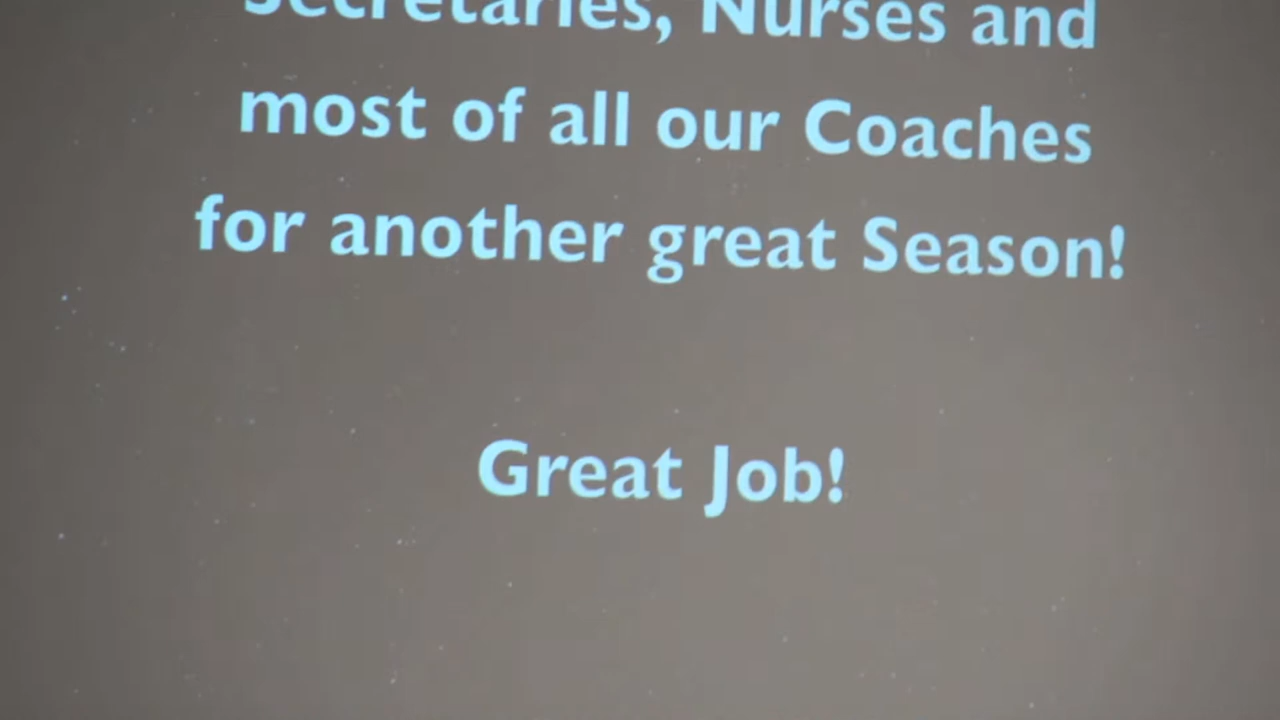 Secretaries, Nurses and
most of all our Coaches
for another great Season!
Great Job!